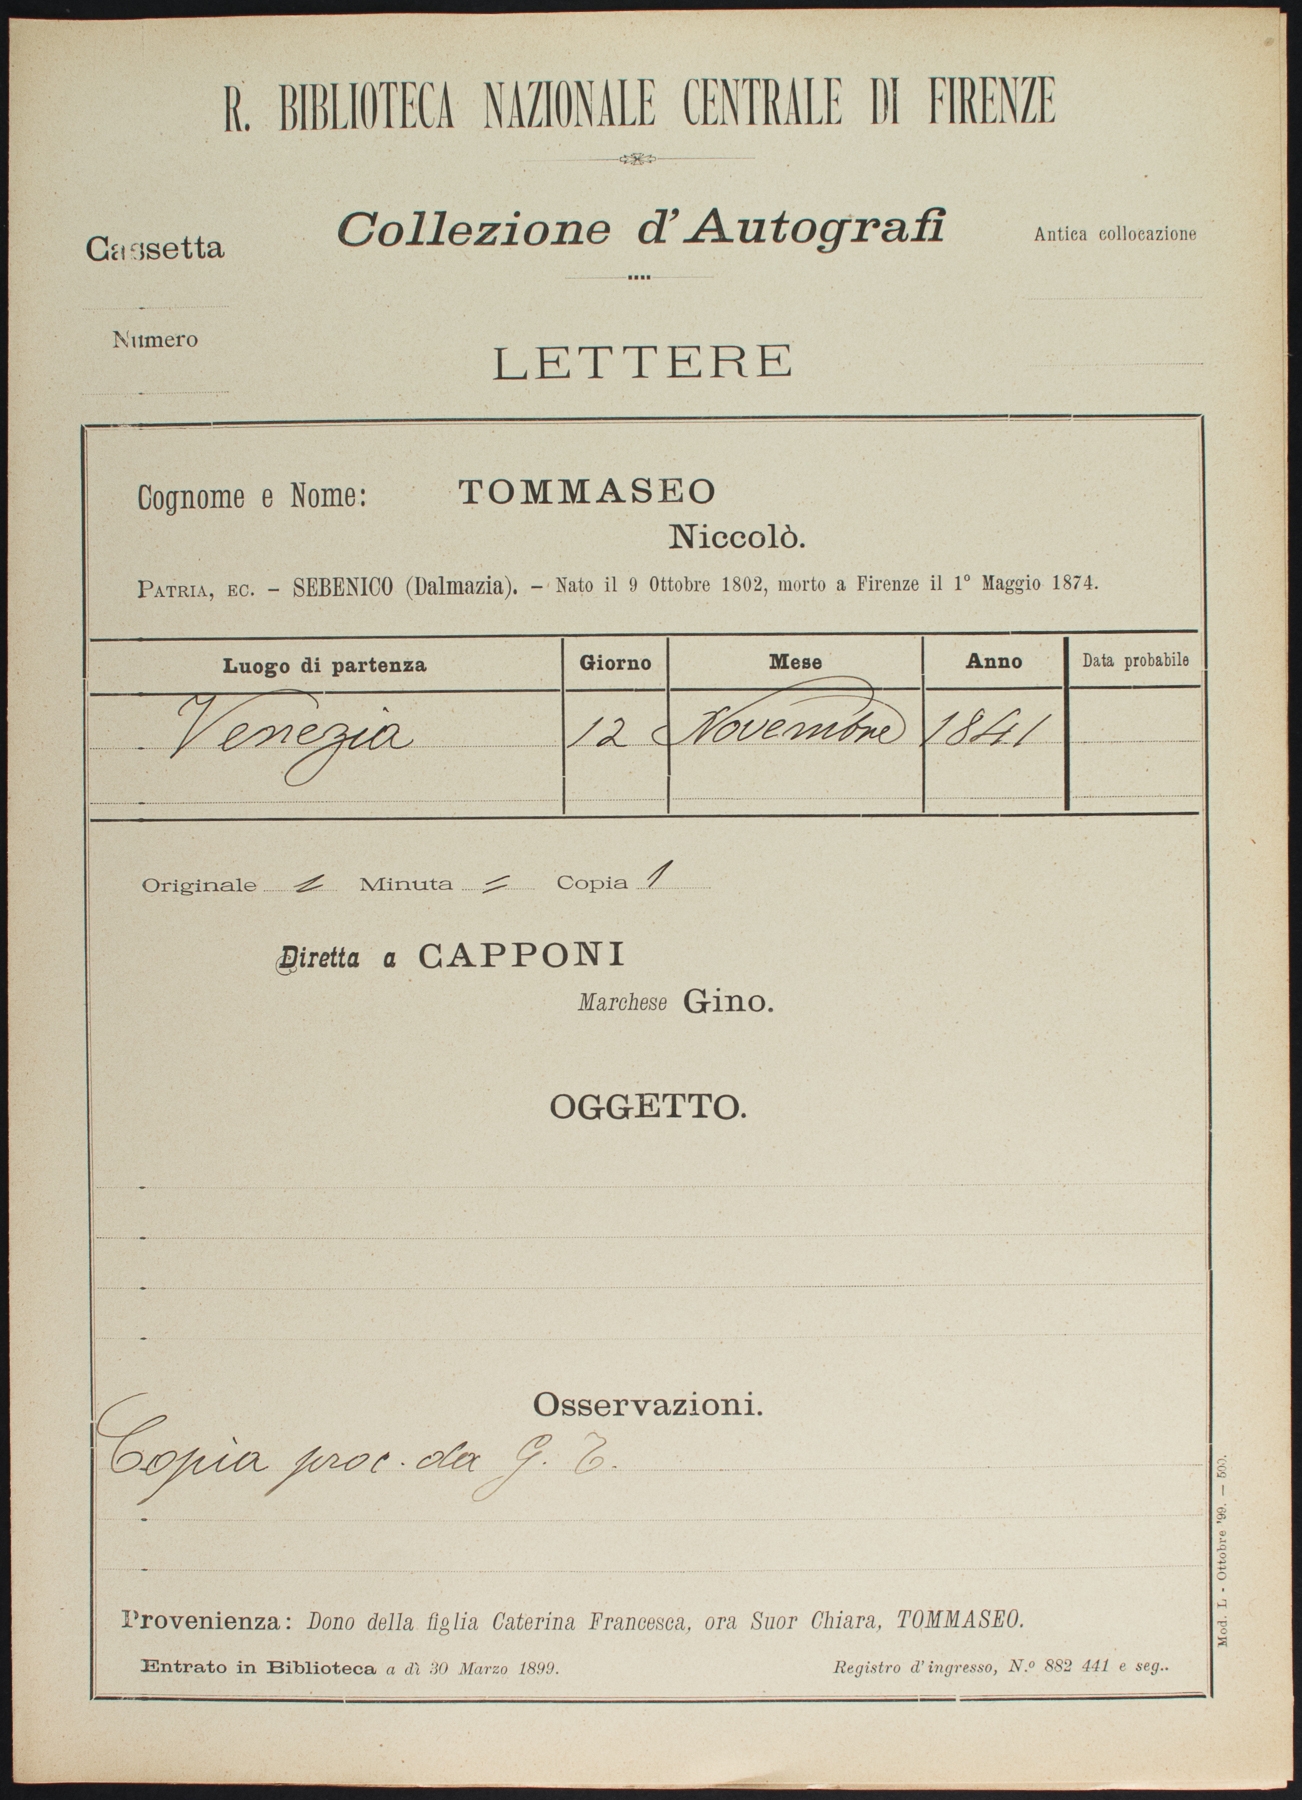 R. BIBLIOTECA NAZIONALE CENTRALE DI FIRENZE
Cassetta
Collezione d'Autografi
Antica collocazione
Numero
LETTERE
Cognome e Nome: TOMMASEO
Niccolò.
PATRIA, EC. – SEBENICO (Dalmazia). – Nato il 9 Ottobre 1802, morto a Firenze il 1º Maggio 1874.
Luogo di partenza Giorno Mese Anno Data probabile
Venezia 12 Novembre 1841
Originale = Minuta = Copia 1
Diretta a CAPPONI
Marchese Gino.
OGGETTO.
Osservazioni.
Copia proc. da G. T.
Provenienza: Dono della figlia Caterina Francesca, ora Suor Chiara, TOMMASEO.
Entrato in Biblioteca a dì 30 Marzo 1899. Registro d'ingresso, N.º 882 441 e seg..
Mod. L - Ottobre '99. — 500.